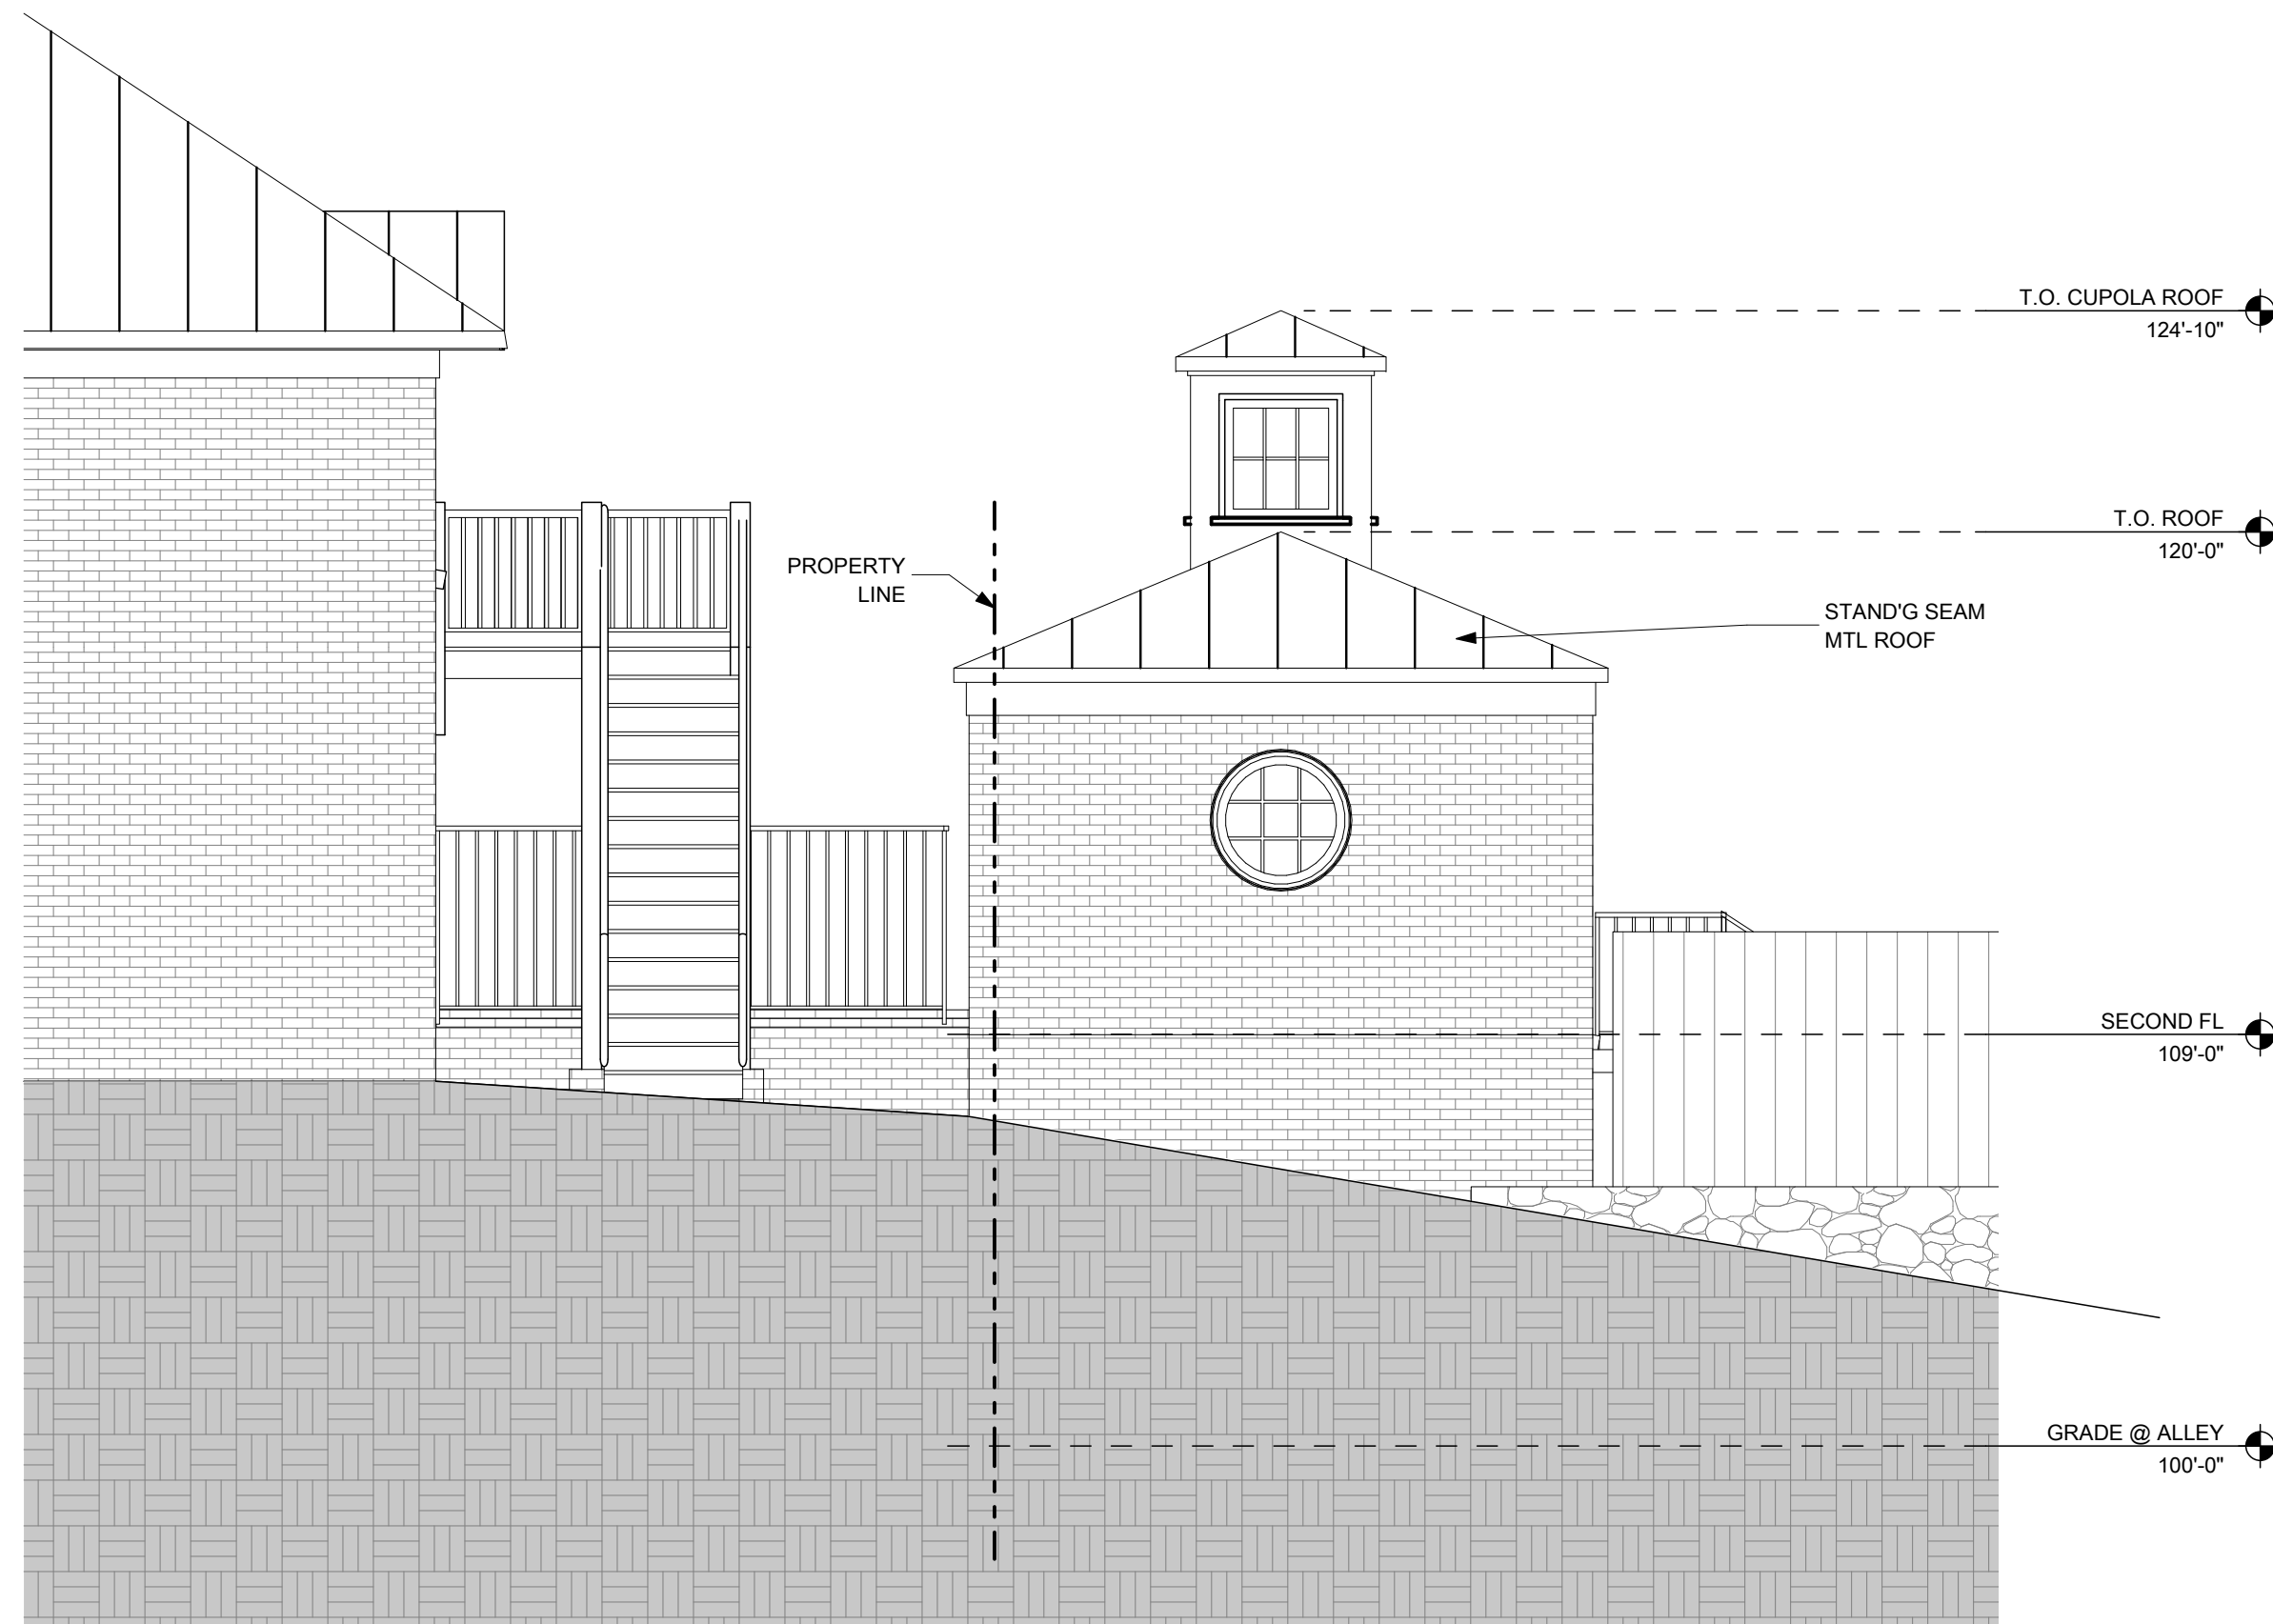 T.O. CUPOLA ROOF
124'-10"
T.O. ROOF
120'-0"
PROPERTY
LINE
STAND'G SEAM
MTL ROOF
SECOND FL
109'-0"
GRADE @ ALLEY
100'-0"